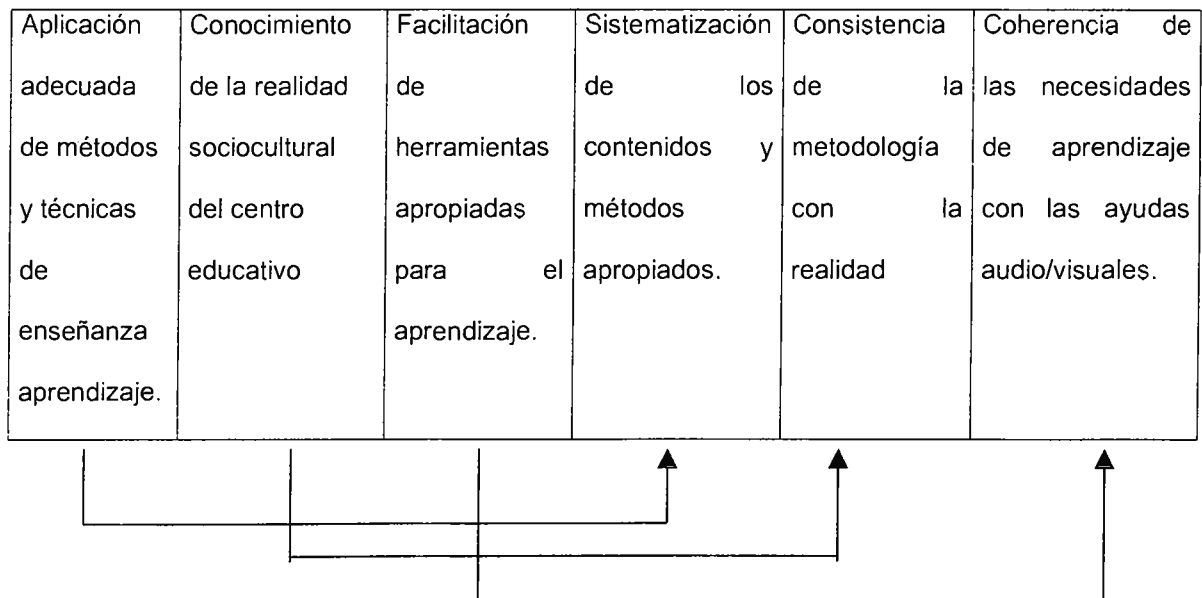 Aplicación
adecuada
de métodos
y técnicas
de
enseñanza
aprendizaje.
Conocimiento
de la realidad
sociocultural
del centro
educativo
Facilitación
de
herramientas
apropiadas
para el
aprendizaje.
Sistematización
de los
contenidos y
métodos
apropiados.
Consistencia
de la
metodología
con la
realidad
Coherencia de
las necesidades
de aprendizaje
con las ayudas
audio/visuales.